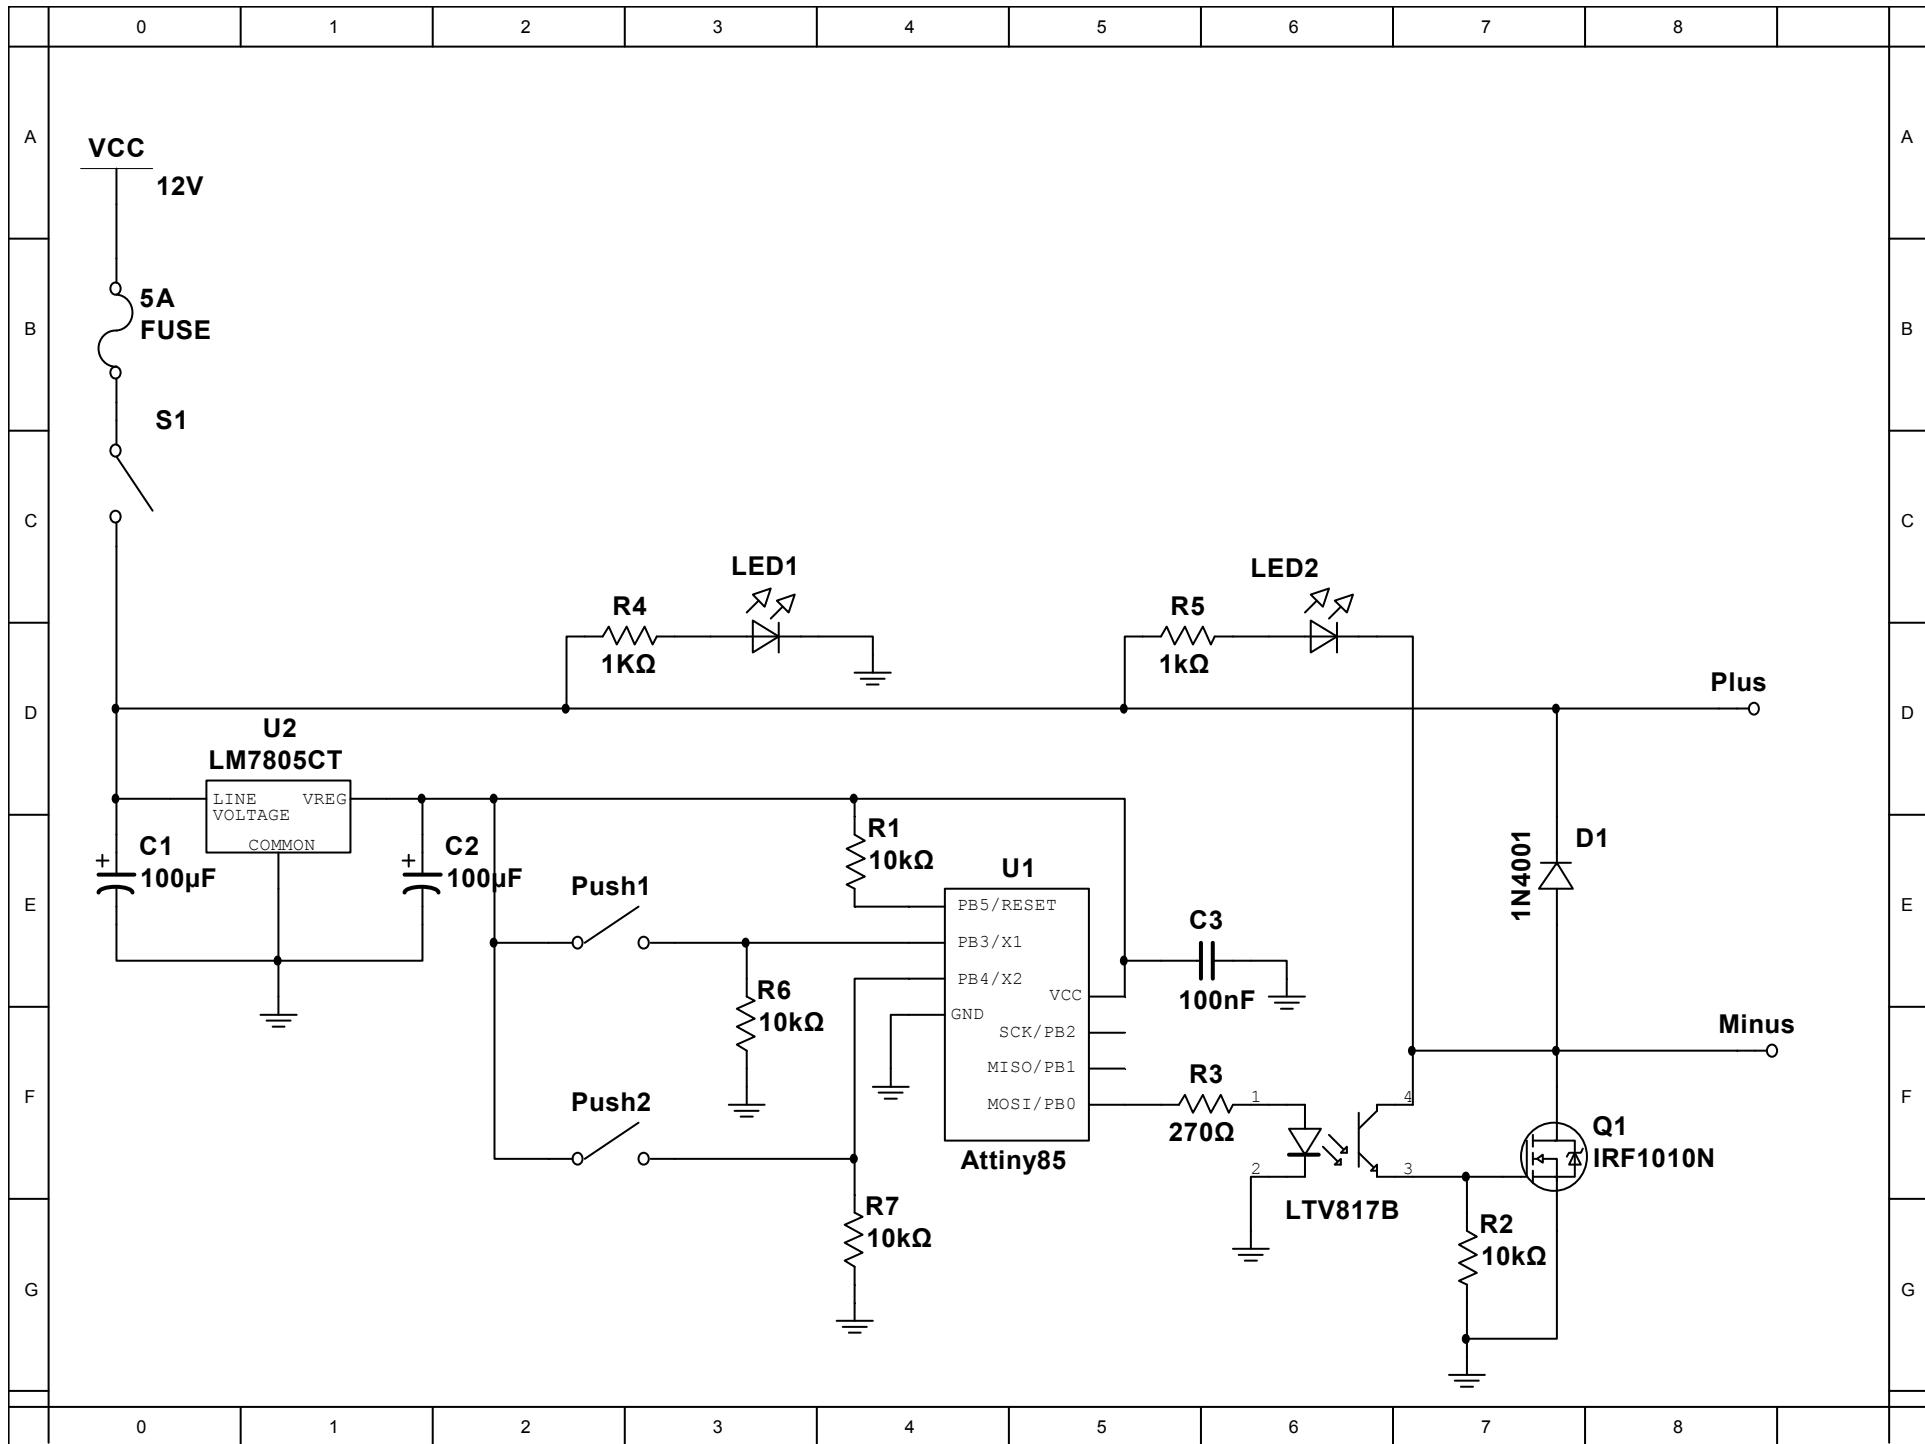 0 1 2 3 4 5 6 7 8
A A
VCC
12V
5A
FUSE
B B
S1
C C
LED1 LED2
R4 R5
1KΩ 1kΩ
Plus
D D
U2
LM7805CT
LINE VREG
VOLTAGE
COMMON
C1 C2
+ +
100µF 100µF
R1
10kΩ
D1
1N4001
U1
Push1
E E
PB5/RESET
PB3/X1
PB4/X2
VCC
GND
SCK/PB2
MISO/PB1
MOSI/PB0
Attiny85
C3
100nF
R6
10kΩ
Minus
F F
Push2
R3
270Ω
1 4
2 3
LTV817B
Q1
IRF1010N
R7
10kΩ
R2
10kΩ
G G
0 1 2 3 4 5 6 7 8